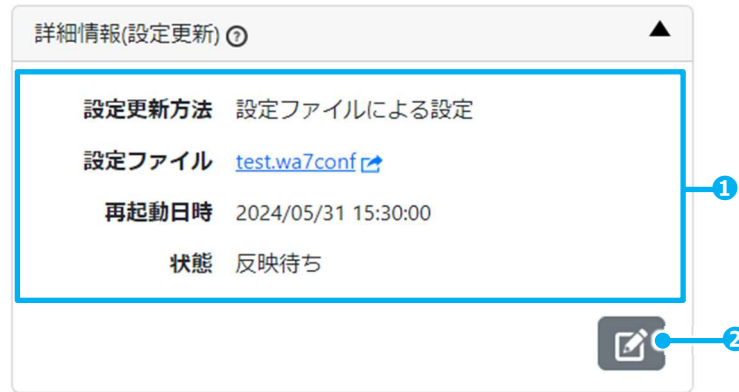 詳細情報(設定更新) ?
設定更新方法 設定ファイルによる設定
設定ファイル test.wa7conf
1
再起動日時 2024/05/31 15:30:00
状態 反映待ち
2